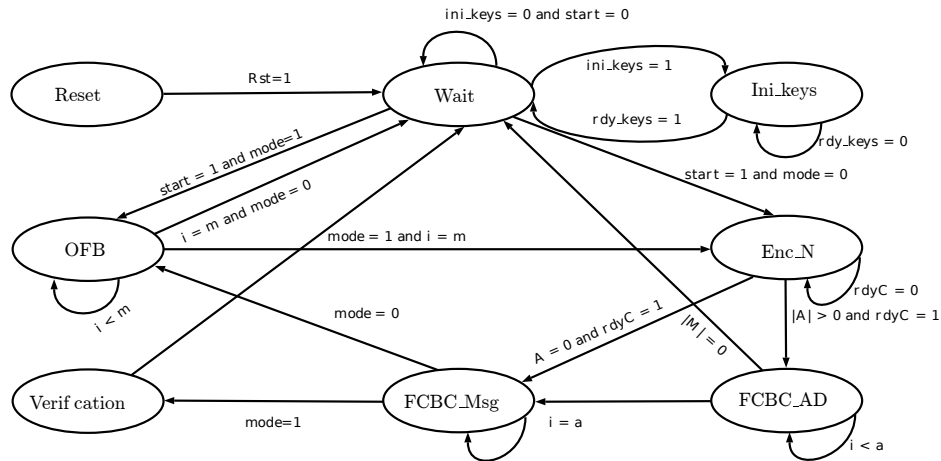 ini_keys = 0 and start = 0
Rst=1
ini_keys = 1
Reset
Wait
Ini_keys
rdy_keys = 1
rdy_keys = 0
start = 1 and mode=1
start = 1 and mode = 0
i = m and mode = 0
mode = 1 and i = m
OFB
Enc_N
rdyC = 0
i < m
mode = 0
A = 0 and rdyC = 1
|M| = 0
|A| > 0 and rdyC = 1
Verif cation
FCBC_Msg
FCBC_AD
mode=1
i = a
i < a